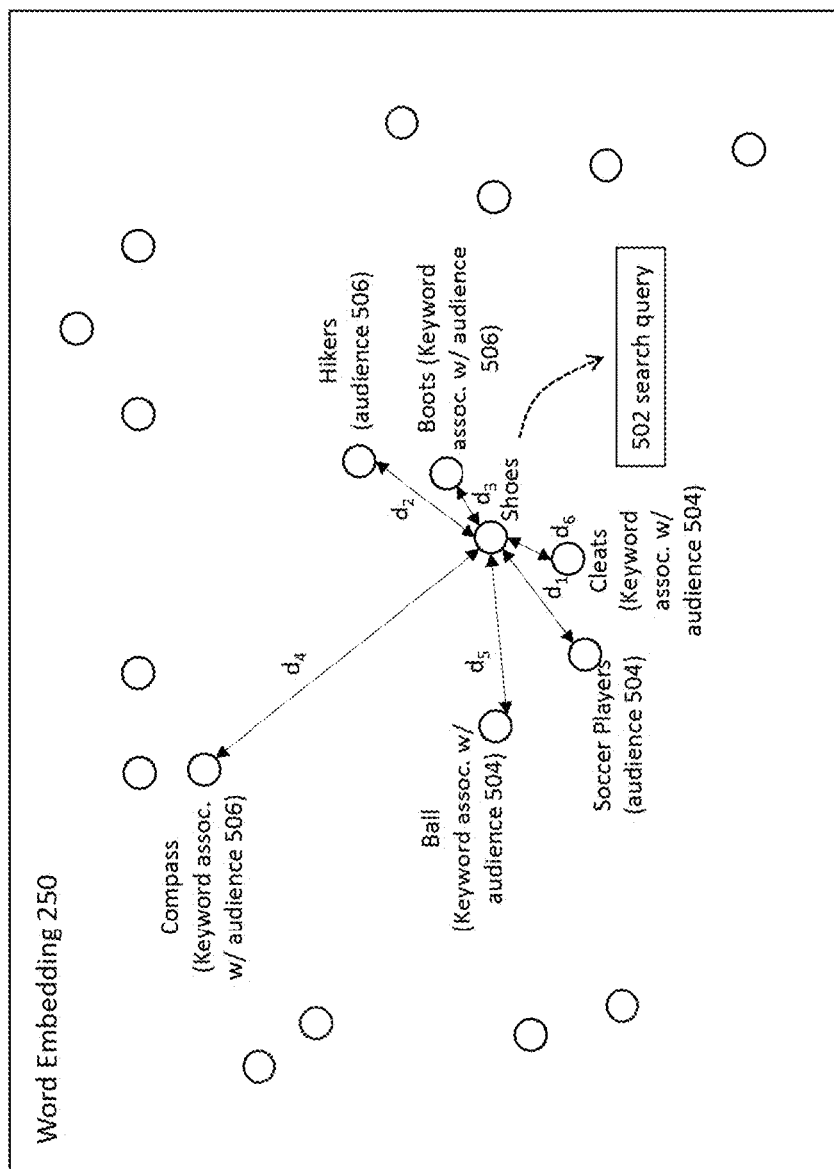 Word Embedding 250
Compass
(Keyword assoc.
w/ audience 506)
d4
Hikers
(audience 506)
d2
Boots (Keyword
assoc. w/ audience
506)
d3
Shoes
Ball
(Keyword assoc. w/
audience 504)
d5
d1
d6
Cleats
(Keyword
assoc. w/
audience 504)
Soccer Players
(audience 504)
502 search query